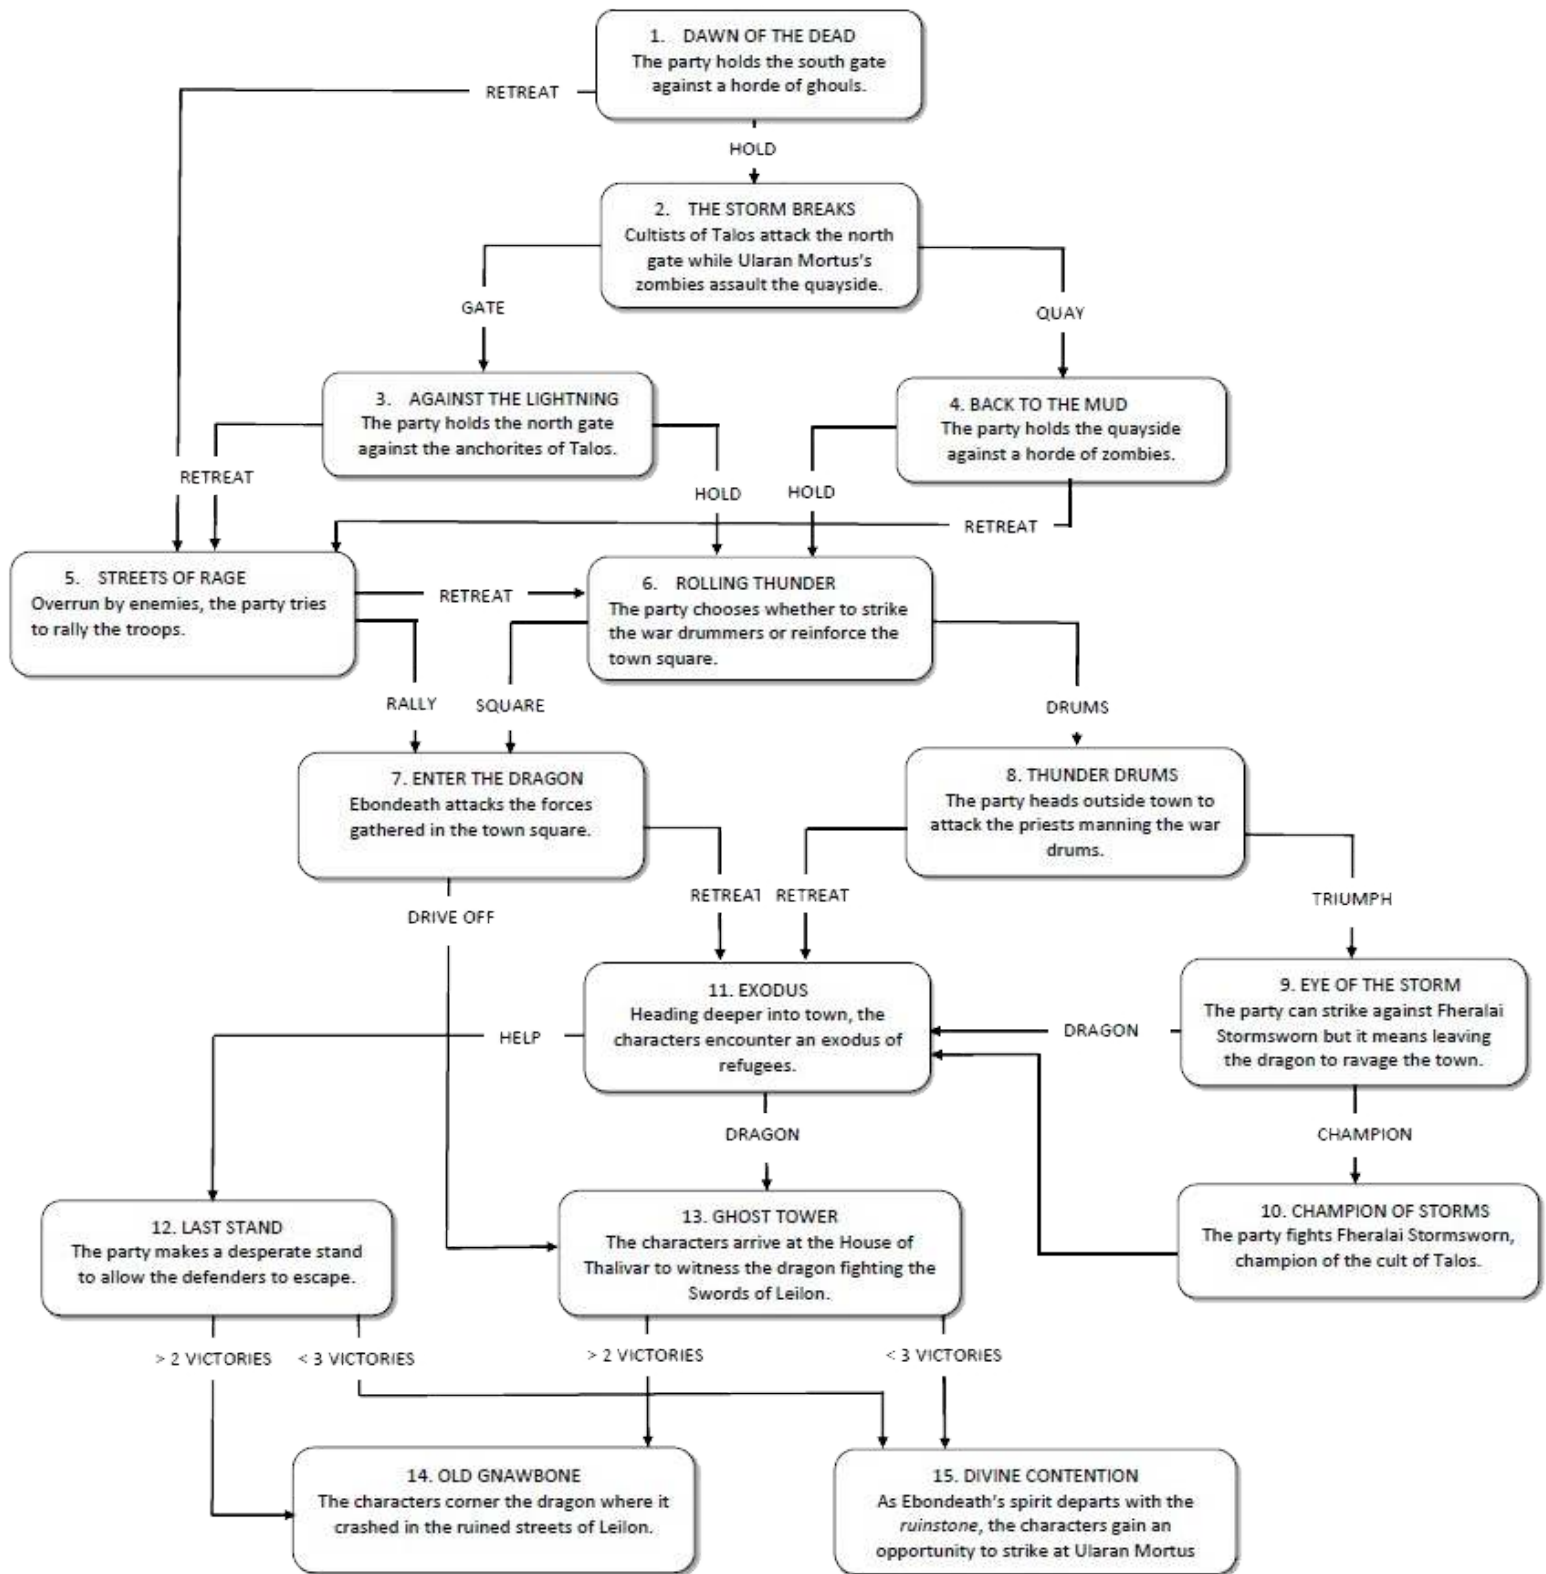 1. DAWN OF THE DEAD
The party holds the south gate
against a horde of ghouls.
RETREAT
HOLD
2. THE STORM BREAKS
Cultists of Talos attack the north
gate while Ularan Mortus's
zombies assault the quayside.
GATE
QUAY
3. AGAINST THE LIGHTNING
The party holds the north gate
against the anchorites of Talos.
4. BACK TO THE MUD
The party holds the quayside
against a horde of zombies.
RETREAT
HOLD
HOLD
RETREAT
5. STREETS OF RAGE
Overrun by enemies, the party tries
to rally the troops.
RETREAT
6. ROLLING THUNDER
The party chooses whether to strike
the war drummers or reinforce the
town square.
RALLY
SQUARE
DRUMS
7. ENTER THE DRAGON
Ebondeath attacks the forces
gathered in the town square.
8. THUNDER DRUMS
The party heads outside town to
attack the priests manning the war
drums.
DRIVE OFF
RETREAT
RETREAT
TRIUMPH
11. EXODUS
Heading deeper into town, the
characters encounter an exodus of
refugees.
9. EYE OF THE STORM
The party can strike against Fheralai
Stormsworn but it means leaving
the dragon to ravage the town.
HELP
DRAGON
DRAGON
CHAMPION
12. LAST STAND
The party makes a desperate stand
to allow the defenders to escape.
13. GHOST TOWER
The characters arrive at the House of
Thalivar to witness the dragon fighting the
Swords of Leilon.
10. CHAMPION OF STORMS
The party fights Fheralai Stormsworn,
champion of the cult of Talos.
> 2 VICTORIES
< 3 VICTORIES
> 2 VICTORIES
< 3 VICTORIES
14. OLD GNAWBONE
The characters corner the dragon where it
crashed in the ruined streets of Leilon.
15. DIVINE CONTENTION
As Ebondeath's spirit departs with the
ruinstone, the characters gain an
opportunity to strike at Ularan Mortus